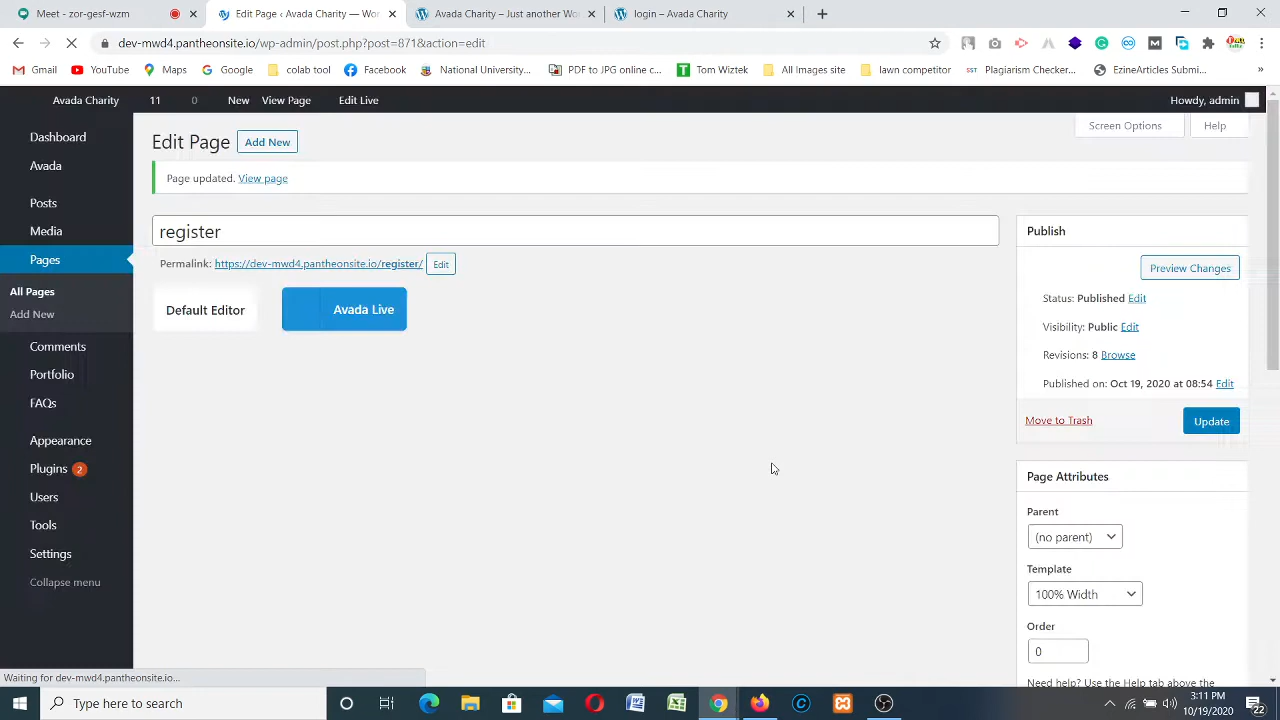 Meet – zor-gesf-wzm
Edit Page ‹ Avada Charity — Wo
Avada Charity – Just another Wo
login – Avada Charity
dev-mwd4.pantheonsite.io/wp-admin/post.php?post=871&action=edit
Gmail
YouTube
Maps
Google
colab tool
Facebook
National University...
PDF to JPG online c...
Tom Wiztek
All Images site
lawn competitor
Plagiarism Checker...
EzineArticles Submi...
Avada Charity
11
0
New
View Page
Edit Live
Howdy, admin
Screen Options
Help
Dashboard
Avada
Posts
Media
Pages
All Pages
Add New
Comments
Portfolio
FAQs
Appearance
Plugins 2
Users
Tools
Settings
Collapse menu
Edit Page
Add New
Page updated. View page
register
Permalink: https://dev-mwd4.pantheonsite.io/register/ Edit
Default Editor
Avada Live
Publish
Preview Changes
Status: Published Edit
Visibility: Public Edit
Revisions: 8 Browse
Published on: Oct 19, 2020 at 08:54 Edit
Move to Trash
Update
Page Attributes
Parent
(no parent)
Template
100% Width
Order
0
Need help? Use the Help tab above the
Waiting for dev-mwd4.pantheonsite.io...
Type here to search
3:11 PM
10/19/2020
22